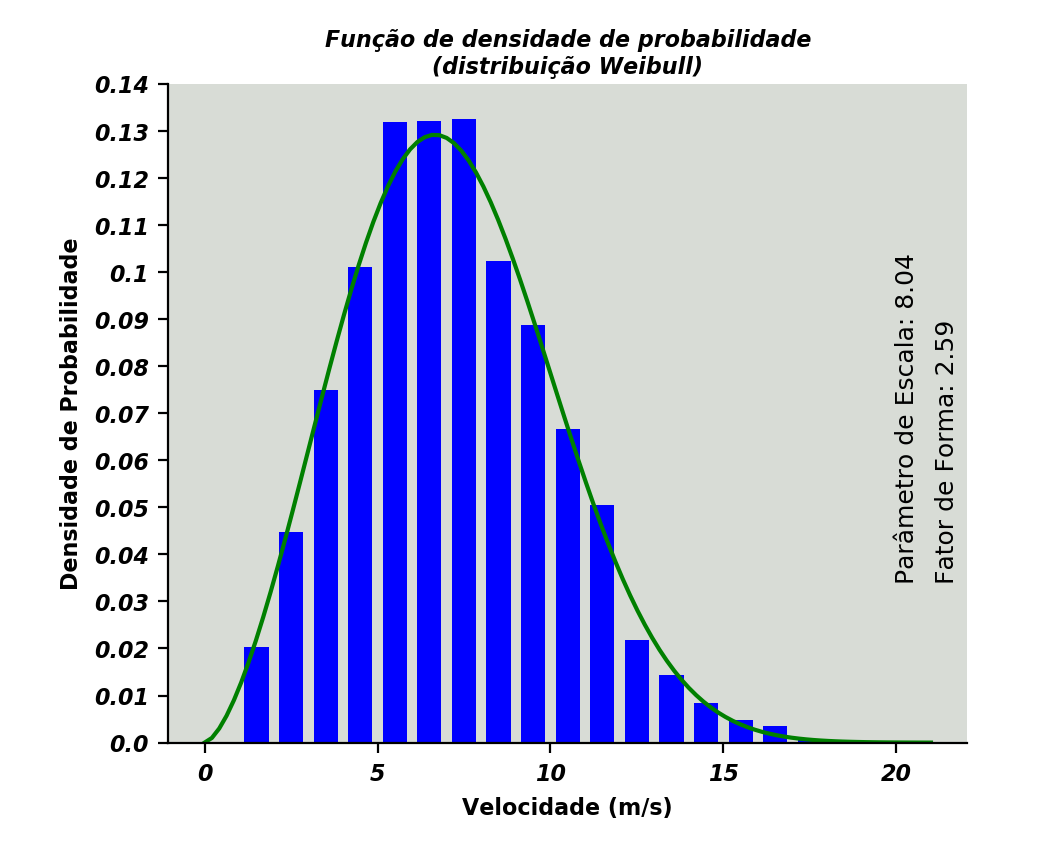 Função de densidade de probabilidade
(distribuição Weibull)
0.14
0.13
0.12
0.11
0.1
0.09
0.08
0.07
0.06
0.05
0.04
0.03
0.02
0.01
0.0
Densidade de Probabilidade
Parâmetro de Escala: 8.04
Fator de Forma: 2.59
0 5 10 15 20
Velocidade (m/s)